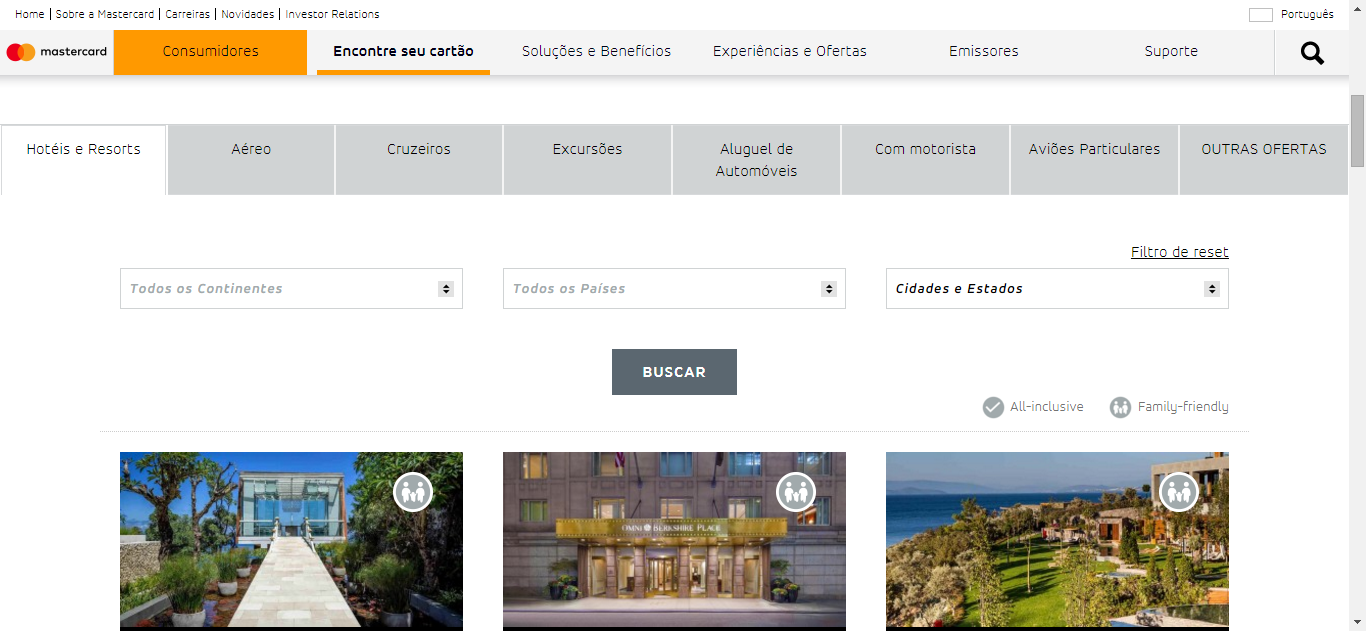 Home | Sobre a Mastercard | Carreiras | Novidades | Investor Relations
Português
mastercard
Consumidores
Encontre seu cartão
Soluções e Benefícios
Experiências e Ofertas
Emissores
Suporte
Hotéis e Resorts
Aéreo
Cruzeiros
Excursões
Aluguel de
Automóveis
Com motorista
Aviões Particulares
OUTRAS OFERTAS
Filtro de reset
Todos os Continentes
Todos os Países
Cidades e Estados
BUSCAR
All-inclusive
Family-friendly
OMNI BERKSHIRE PLACE